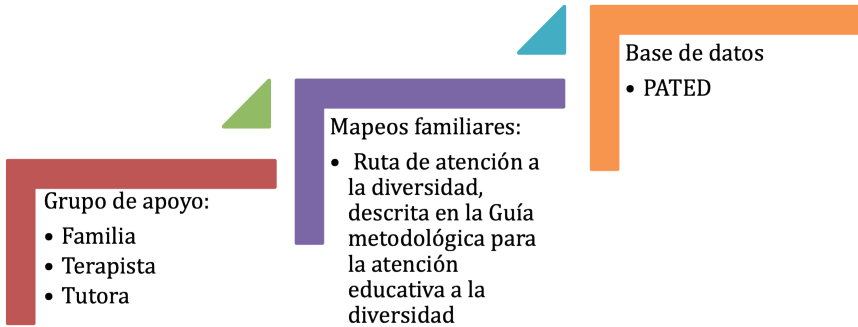 Grupo de apoyo:
• Familia
• Terapista
• Tutora
Mapeos familiares:
• Ruta de atención a
la diversidad,
descrita en la Guía
metodológica para
la atención
educativa a la
diversidad
Base de datos
• PATED